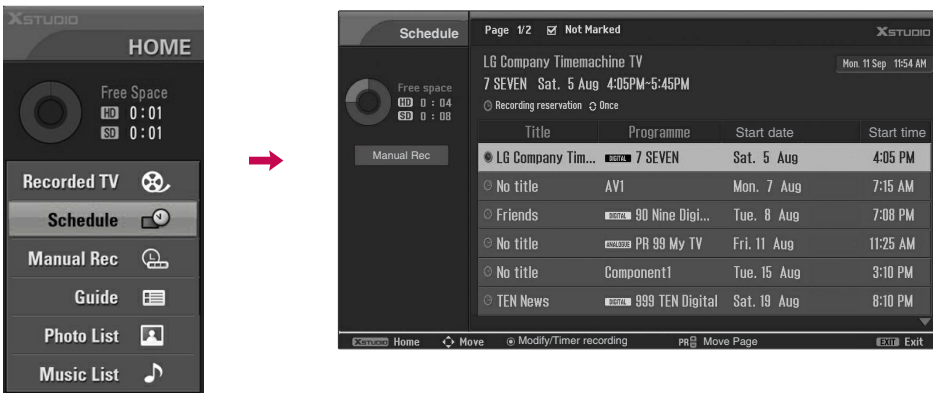 XSTUDIO
HOME
Free Space
HD 0 : 01
SD 0 : 01
Recorded TV
Schedule
Manual Rec
Guide
Photo List
Music List
Schedule
Page 1/2 Not Marked
XSTUDIO
Free space
HD 0 : 04
SD 0 : 08
Manual Rec
LG Company Timemachine TV
Mon. 11 Sep 11:54 AM
7 SEVEN Sat. 5 Aug 4:05PM~5:45PM
Recording reservation Once
Title Programme Start date Start time
LG Company Tim... DIGITAL 7 SEVEN Sat. 5 Aug 4:05 PM
No title AV1 Mon. 7 Aug 7:15 AM
Friends DIGITAL 90 Nine Digi... Tue. 8 Aug 7:08 PM
No title ANALOGUE PR 99 My TV Fri. 11 Aug 11:25 AM
No title Component1 Tue. 15 Aug 3:10 PM
TEN News DIGITAL 999 TEN Digital Sat. 19 Aug 8:10 PM
XSTUDIO Home Move Modify/Timer recording PR Move Page EXIT Exit